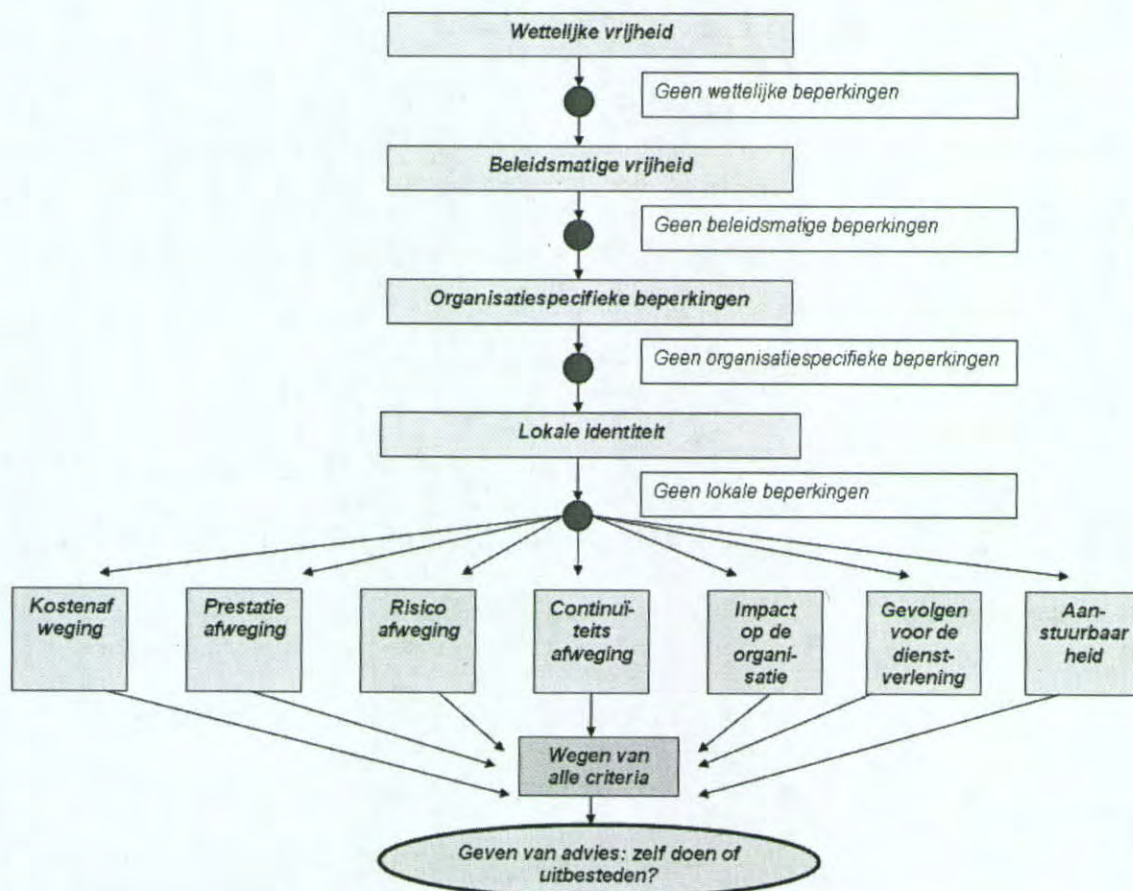 Wettelijke vrijheid
Geen wettelijke beperkingen
Beleidsmatige vrijheid
Geen beleidsmatige beperkingen
Organisatiespecifieke beperkingen
Geen organisatiespecifieke beperkingen
Lokale identiteit
Geen lokale beperkingen
Kostenaf
weging
Prestatie
afweging
Risico
afweging
Continuï-
teits
afweging
Impact
op de
organi-
satie
Gevolgen
voor de
dienst-
verlening
Aan-
stuurbaar
heid
Wegen van
alle criteria
Geven van advies: zelf doen of
uitbesteden?